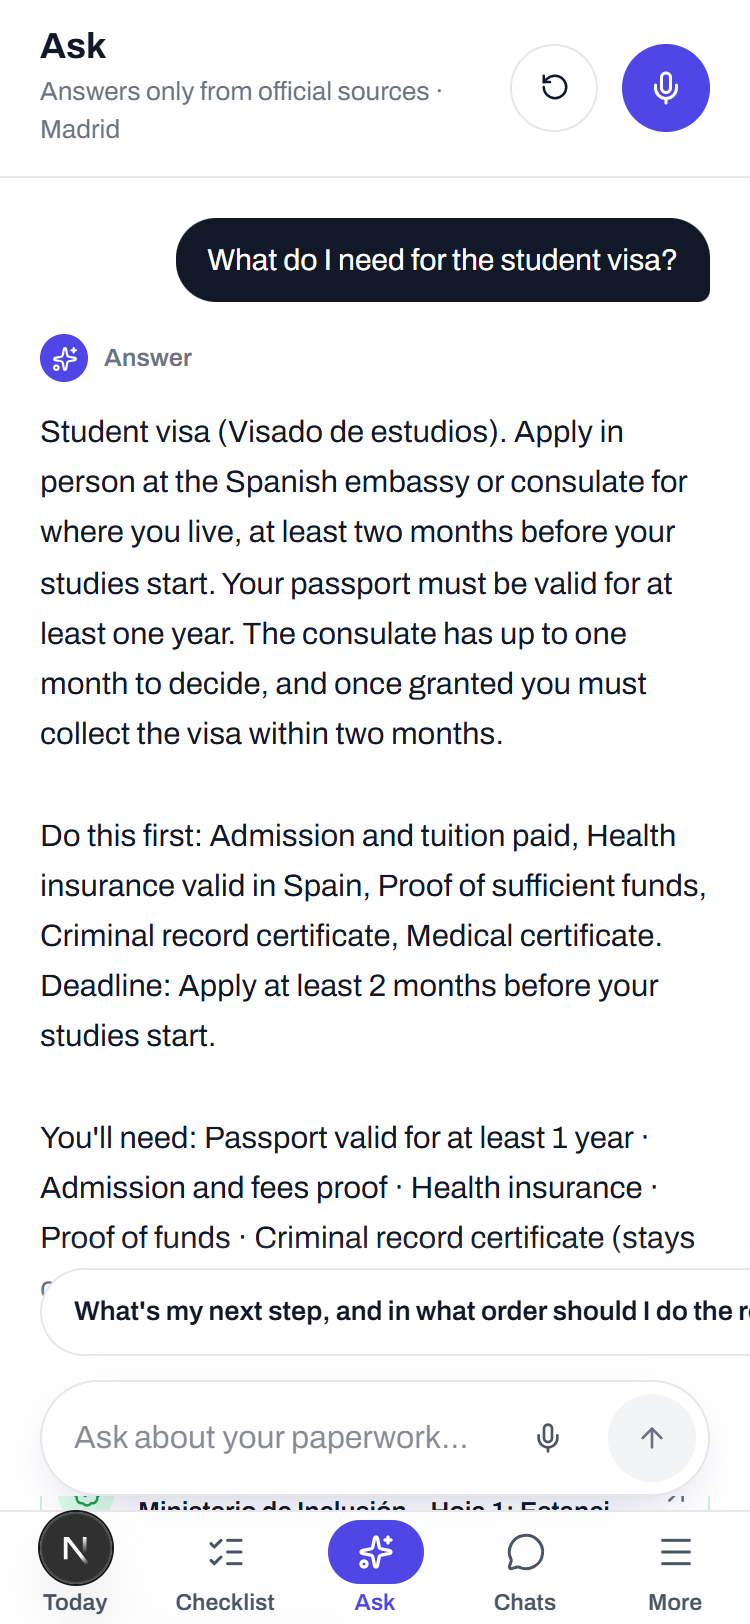 Ask
Answers only from official sources ·
Madrid
What do I need for the student visa?
Answer
Student visa (Visado de estudios). Apply in
person at the Spanish embassy or consulate for
where you live, at least two months before your
studies start. Your passport must be valid for at
least one year. The consulate has up to one
month to decide, and once granted you must
collect the visa within two months.
Do this first: Admission and tuition paid, Health
insurance valid in Spain, Proof of sufficient funds,
Criminal record certificate, Medical certificate.
Deadline: Apply at least 2 months before your
studies start.
You'll need: Passport valid for at least 1 year ·
Admission and fees proof · Health insurance ·
Proof of funds · Criminal record certificate (stays
What's my next step, and in what order should I do the
Ask about your paperwork...
Ministerio de Inclusión Hoja 1: Estanci
N
Today
Checklist
Ask
Chats
More